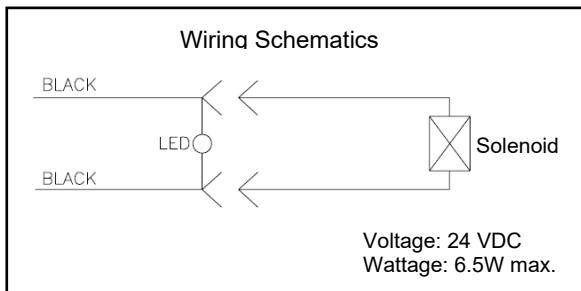 Wiring Schematics
BLACK
LED
Solenoid
BLACK
Voltage: 24 VDC
Wattage: 6.5W max.